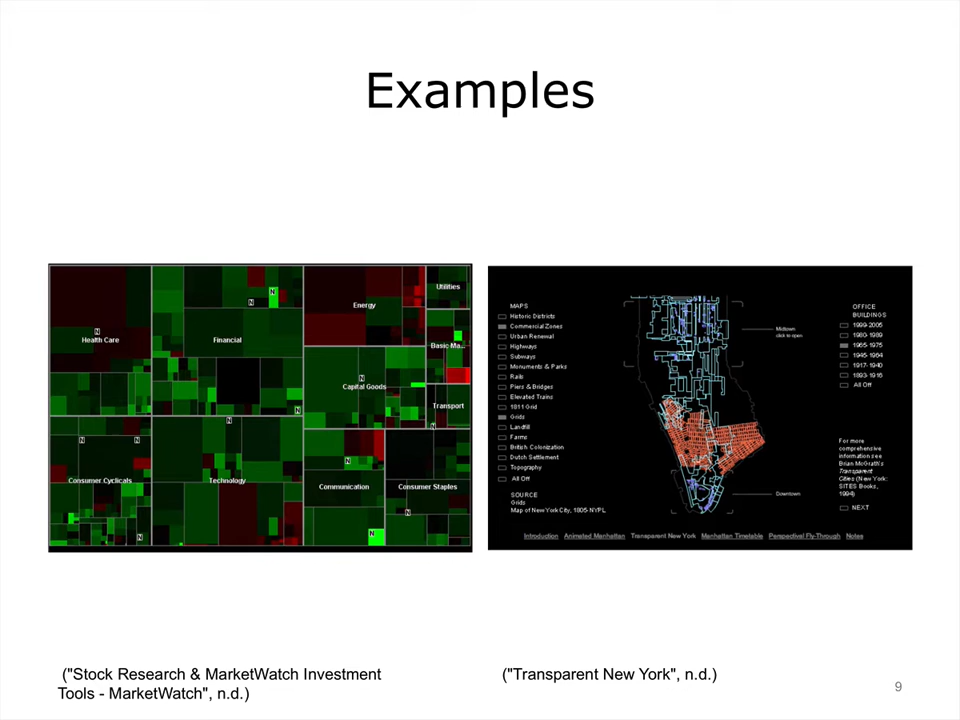 Examples
Health Care
Financial
Energy
Utilities
Basic Ma...
Capital Goods
Transport
Consumer Cyclicals
Technology
Communication
Consumer Staples
N
N
N
N
N
N
N
N
N
N
N
N
N
MAPS
Historic Districts
Commercial Zones
Urban Renewal
Highways
Subways
Monuments & Parks
Rails
Piers & Bridges
Elevated Trains
1811 Grid
Grids
Landfill
Farms
British Colonization
Dutch Settlement
Topography
All Off
SOURCE
Grids
Map of New York City, 1805-NYPL
Midtown
click to open
Downtown
OFFICE
BUILDINGS
1999-2005
1980-1989
1965-1975
1945-1964
1917-1940
1893-1916
All Off
For more
comprehensive
information see
Brian McGrath's
Transparent
Cities (New York:
SITES Books,
1994)
NEXT
Introduction Animated Manhattan Transparent New York Manhattan Timetable Perspectival Fly-Through Notes
("Stock Research & MarketWatch Investment
Tools - MarketWatch", n.d.)
("Transparent New York", n.d.)
9